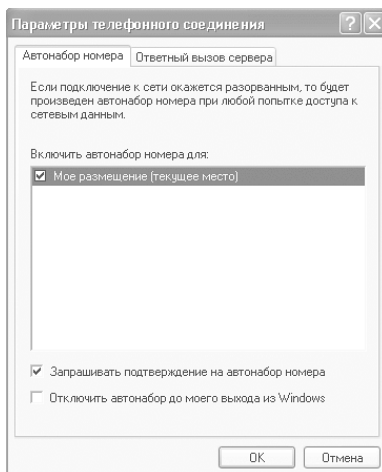 Параметры телефонного соединения
Автонабор номера
Ответный вызов сервера
Если подключение к сети окажется разорванным, то будет
произведен автонабор номера при любой попытке доступа к
сетевым данным.
Включить автонабор номера для:
Мое размещение (текущее место)
Запрашивать подтверждение на автонабор номера
Отключить автонабор до моего выхода из Windows
OK
Отмена